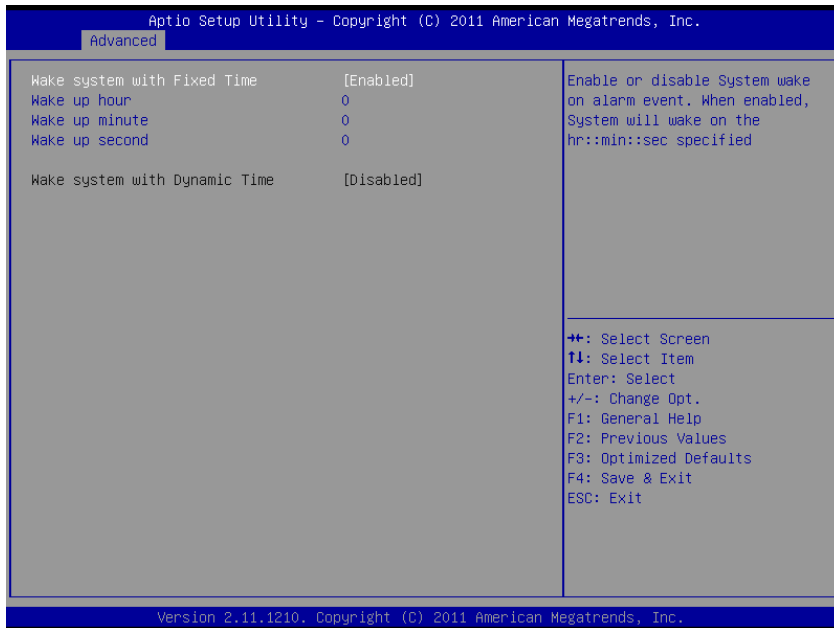 Aptio Setup Utility – Copyright (C) 2011 American Megatrends, Inc.
Advanced
Wake system with Fixed Time [Enabled]
Wake up hour 0
Wake up minute 0
Wake up second 0
Wake system with Dynamic Time [Disabled]
Enable or disable System wake
on alarm event. When enabled,
System will wake on the
hr::min::sec specified
→←: Select Screen
↑↓: Select Item
Enter: Select
+/-: Change Opt.
F1: General Help
F2: Previous Values
F3: Optimized Defaults
F4: Save & Exit
ESC: Exit
Version 2.11.1210. Copyright (C) 2011 American Megatrends, Inc.